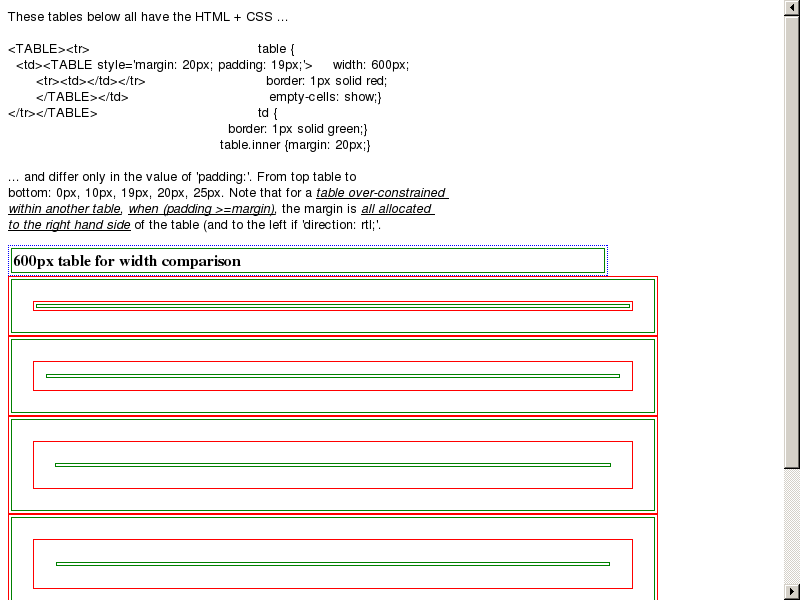 These tables below all have the HTML + CSS ...
<TABLE><tr> table {
<td><TABLE style='margin: 20px; padding: 19px;'> width: 600px;
<tr><td></td></tr> border: 1px solid red;
</TABLE></td> empty-cells: show;}
</tr></TABLE> td {
border: 1px solid green;}
table.inner {margin: 20px;}
... and differ only in the value of 'padding:'. From top table to
bottom: 0px, 10px, 19px, 20px, 25px. Note that for a table over-constrained
within another table, when (padding >=margin), the margin is all allocated
to the right hand side of the table (and to the left if 'direction: rtl;'.
600px table for width comparison